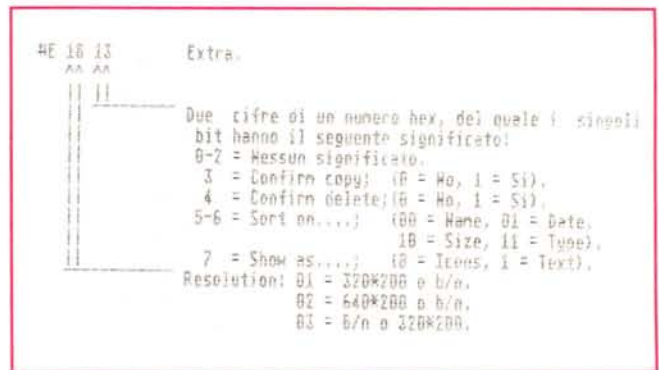 #E 18 13 Extra.
^^ ^^
Due cifre di un numero hex, del quale i singoli
bit hanno il seguente significato:
0-2 = Nessun significato.
3 = Confirm copy; (0 = No, 1 = Si).
4 = Confirm delete;(0 = No, 1 = Si).
5-6 = Sort on....; (00 = Name, 01 = Date,
10 = Size, 11 = Type).
7 = Show as....; (0 = Icons, 1 = Text).
Resolution: 01 = 320*200 o b/n.
02 = 640*200 o b/n.
03 = b/n o 320*200.